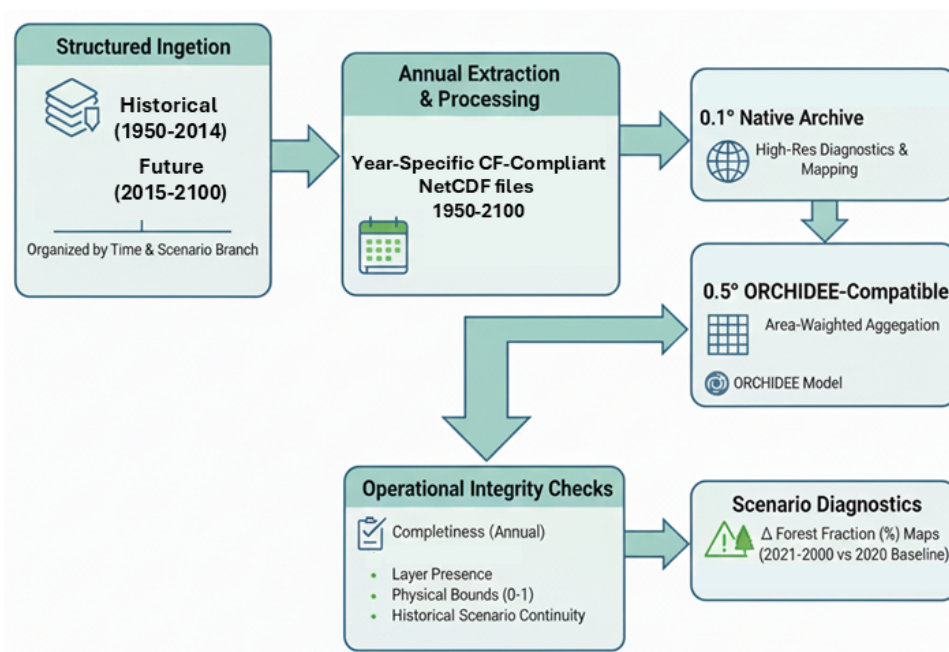 Structured Ingetion
Historical
(1950-2014)
Future
(2015-2100)
Organized by Time & Scenario Branch
Annual Extraction
& Processing
Year-Specific CF-Compliant
NetCDF files
1950-2100
0.1° Native Archive
High-Res Diagnostics &
Mapping
0.5° ORCHIDEE-Compatible
Area-Weighted Aggegation
ORCHIDEE Model
Operational Integrity Checks
Completiness (Annual)
• Layer Presence
• Physical Bounds (0-1)
• Historical Scenario Continuity
Scenario Diagnostics
Δ Forest Fraction (%) Maps
(2021-2000 vs 2020 Baseline)